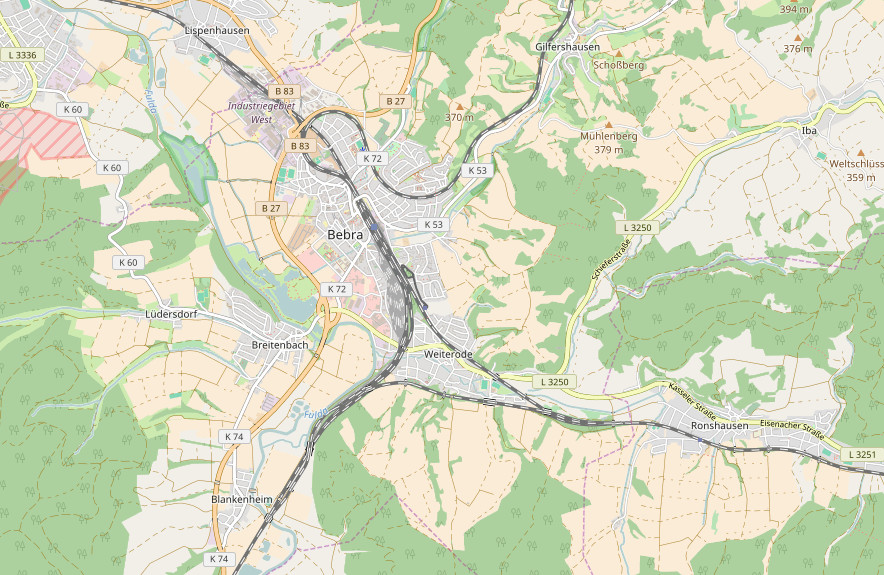 394 m
Lispenhausen
Gilfershausen
376 m
L 3336
Schoßberg
B 83
Fulda
B 27
Industriegebiet
West
K 60
370 m
Iba
Mühlenberg
379 m
B 83
K 72
K 60
K 53
Weltschlüss
359 m
B 27
K 53
L 3250
Bebra
Schieferstraße
K 60
K 72
Lüdersdorf
Breitenbach
Weiterode
L 3250
Kasseler Straße
Fulda
Ronshausen
Eisenacher Straße
K 74
L 3251
Blankenheim
K 74